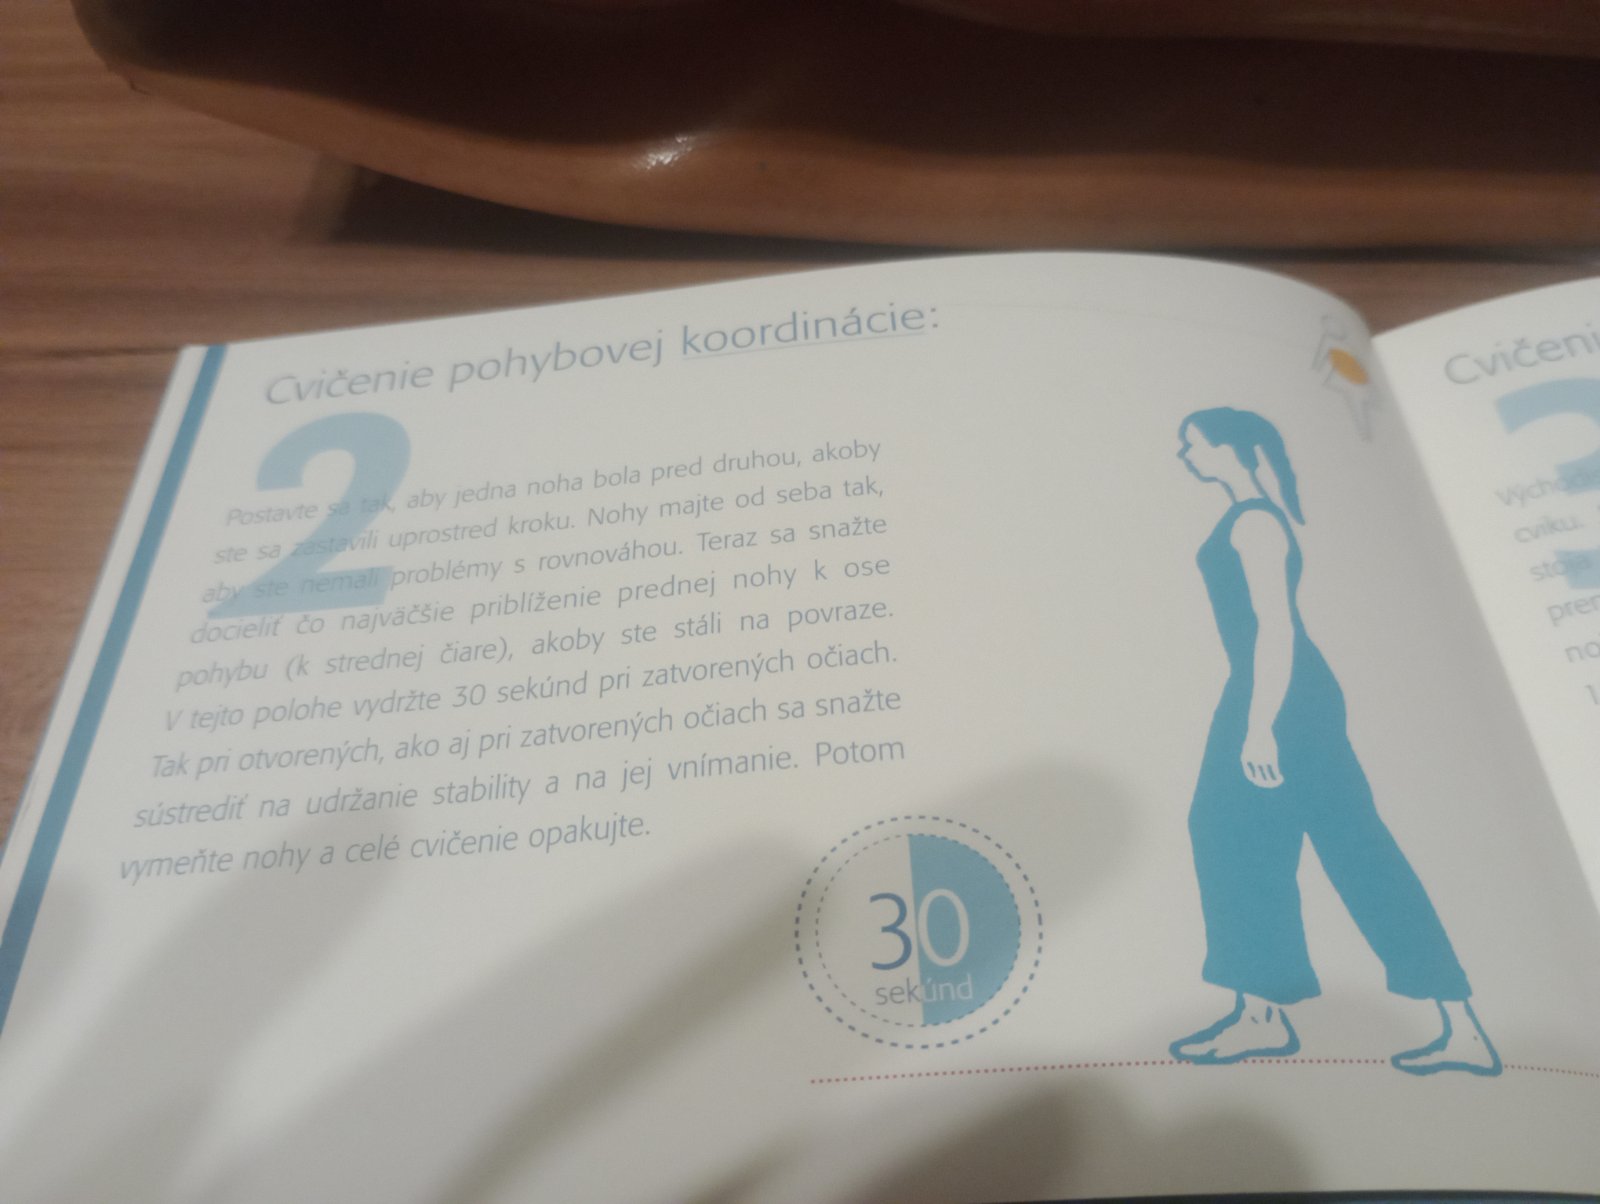 Cvičenie pohybovej koordinácie:
2
Postavte sa tak, aby jedna noha bola pred druhou, akoby
ste sa zastavili uprostred kroku. Nohy majte od seba tak,
aby ste nemali problémy s rovnováhou. Teraz sa snažte
docieliť čo najväčšie priblíženie prednej nohy k ose
pohybu (k strednej čiare), akoby ste stáli na povraze.
V tejto polohe vydržte 30 sekúnd pri zatvorených očiach.
Tak pri otvorených, ako aj pri zatvorených očiach sa snažte
sústrediť na udržanie stability a na jej vnímanie. Potom
vymeňte nohy a celé cvičenie opakujte.
30
sekúnd
Cvičeni
cviku.